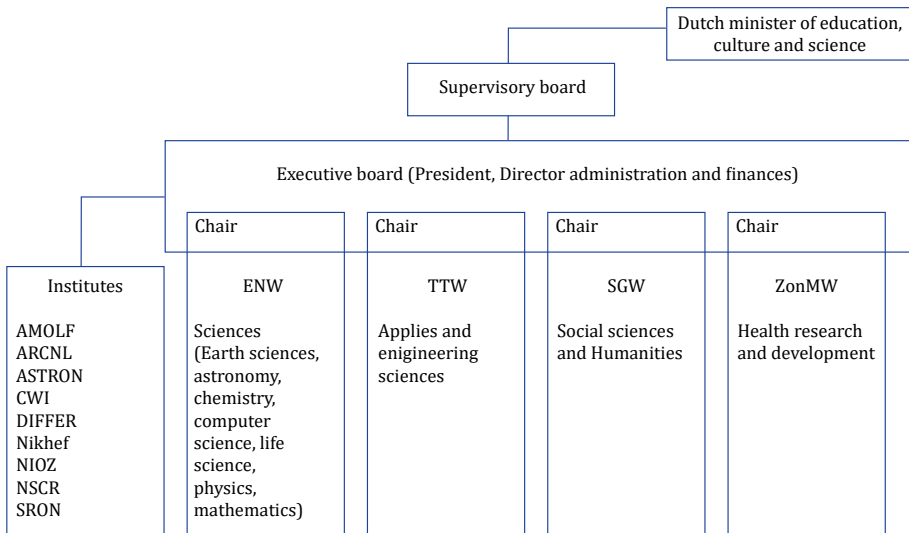 Dutch minister of education,
culture and science
Supervisory board
Executive board (President, Director administration and finances)
Chair
Chair
Chair
Chair
Institutes
AMOLF
ARCNL
ASTRON
CWI
DIFFER
Nikhef
NIOZ
NSCR
SRON
ENW
Sciences
(Earth sciences,
astronomy,
chemistry,
computer
science, life
science,
physics,
mathematics)
TTW
Applies and
enigineering
sciences
SGW
Social sciences
and Humanities
ZonMW
Health research
and development